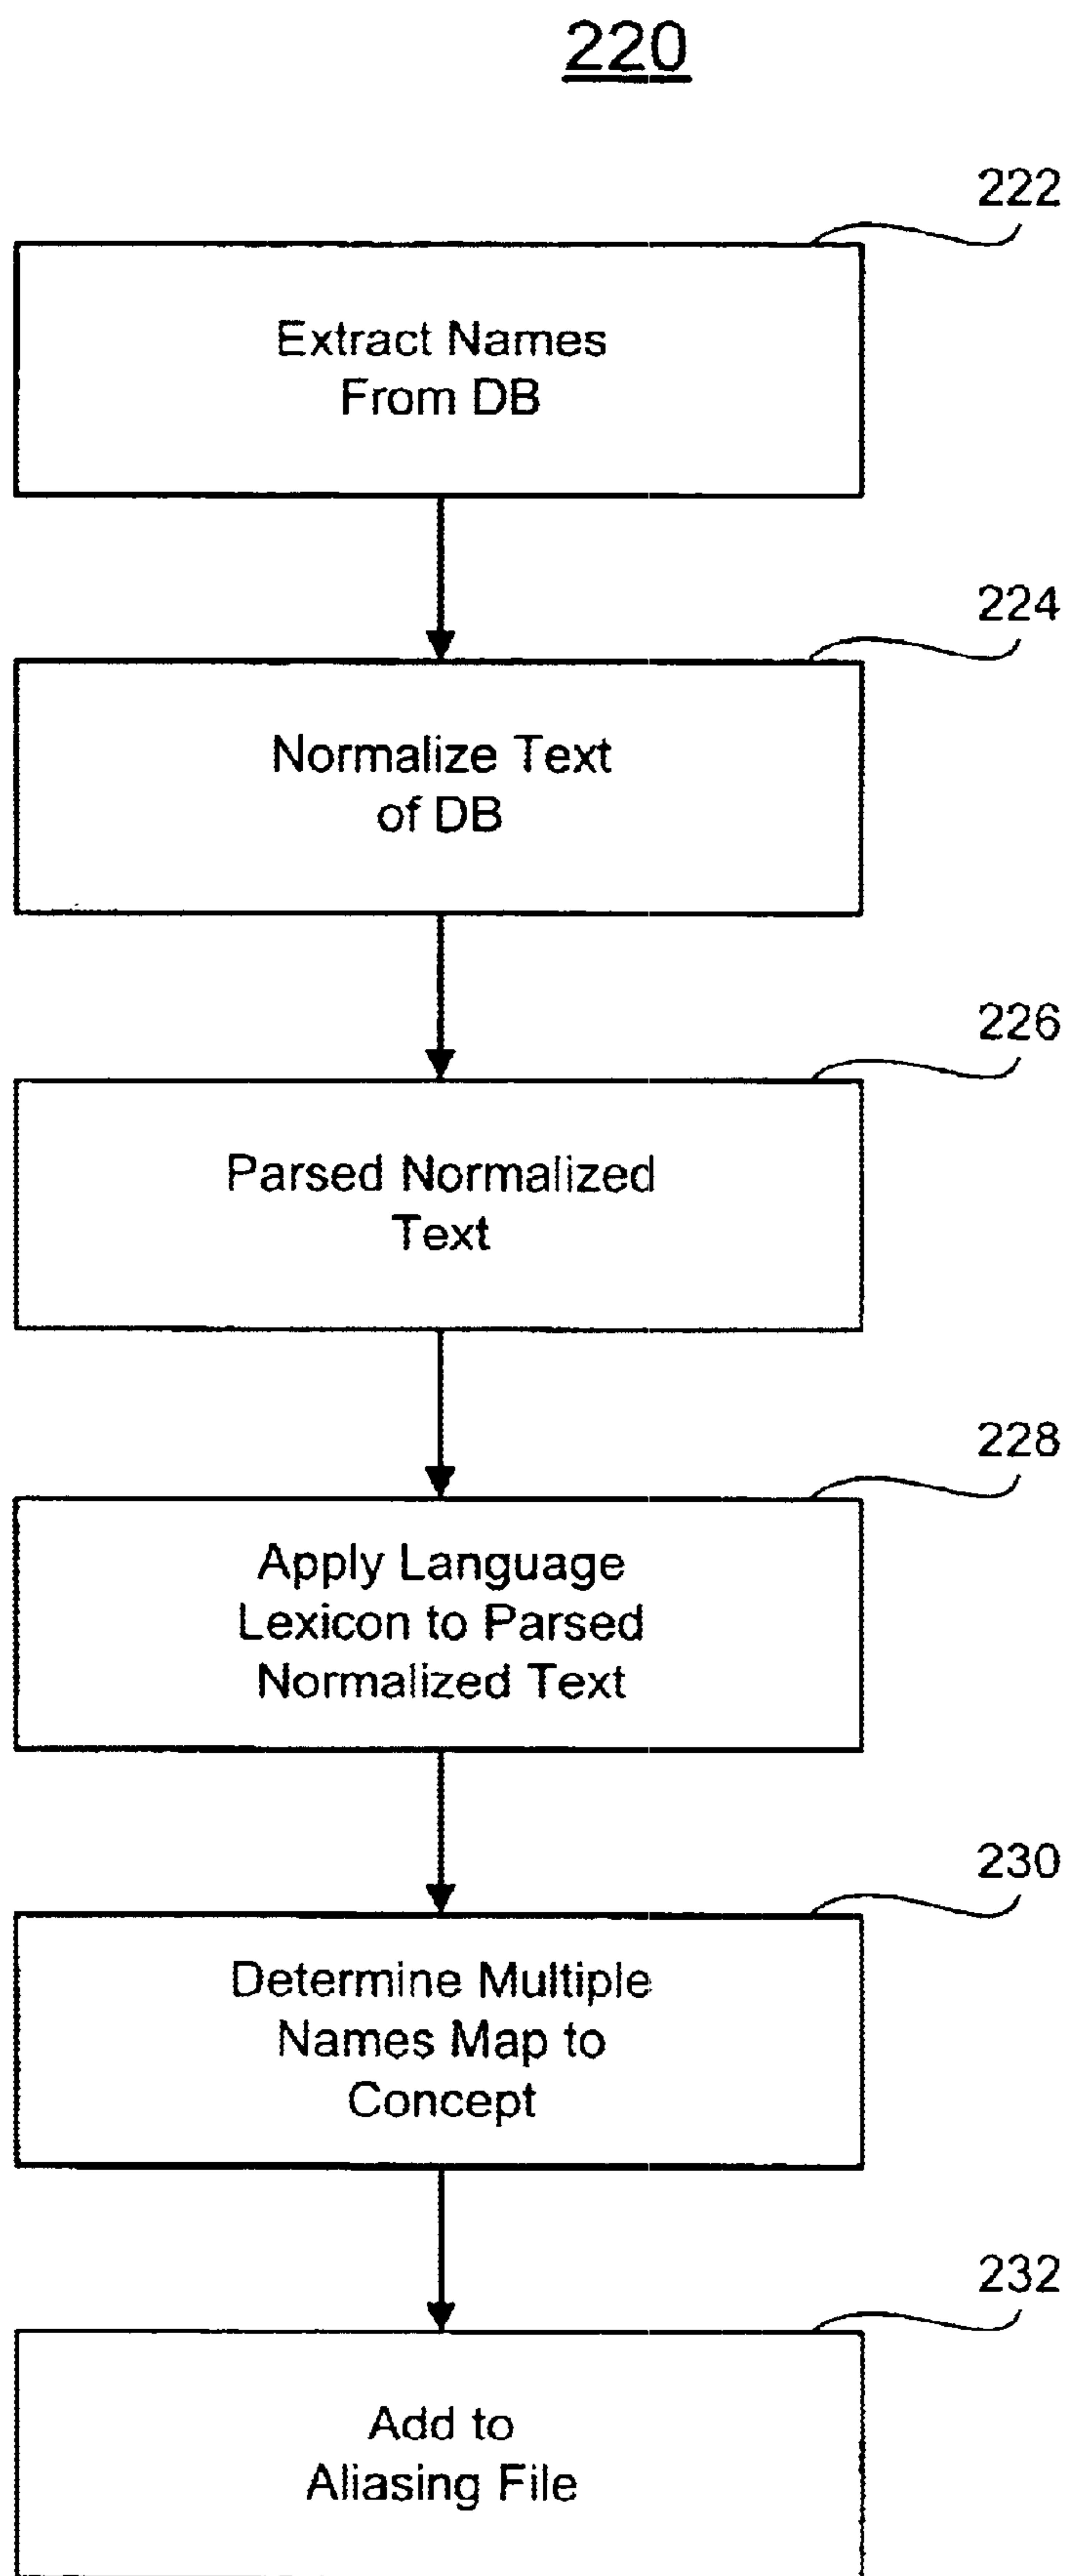 220
222
Extract Names
From DB
224
Normalize Text
of DB
226
Parsed Normalized
Text
228
Apply Language
Lexicon to Parsed
Normalized Text
230
Determine Multiple
Names Map to
Concept
232
Add to
Aliasing File